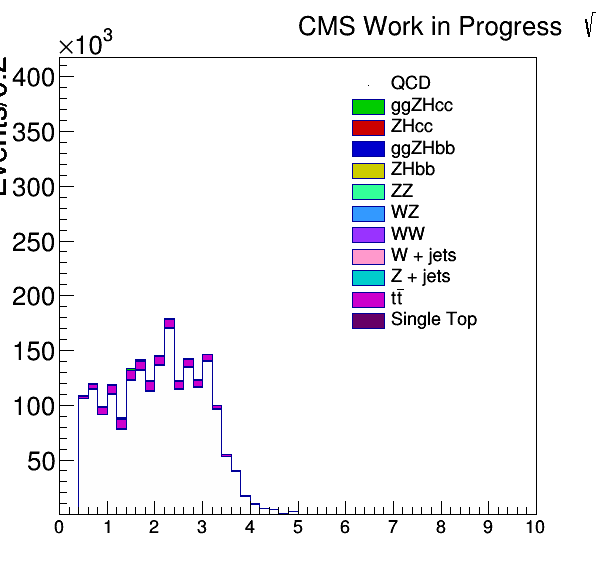 CMS Work in Progress √
×10³
Events/0.2
400
350
300
250
200
150
100
50
0 1 2 3 4 5 6 7 8 9 10
QCD
ggZHcc
ZHcc
ggZHbb
ZHbb
ZZ
WZ
WW
W + jets
Z + jets
tt̄
Single Top